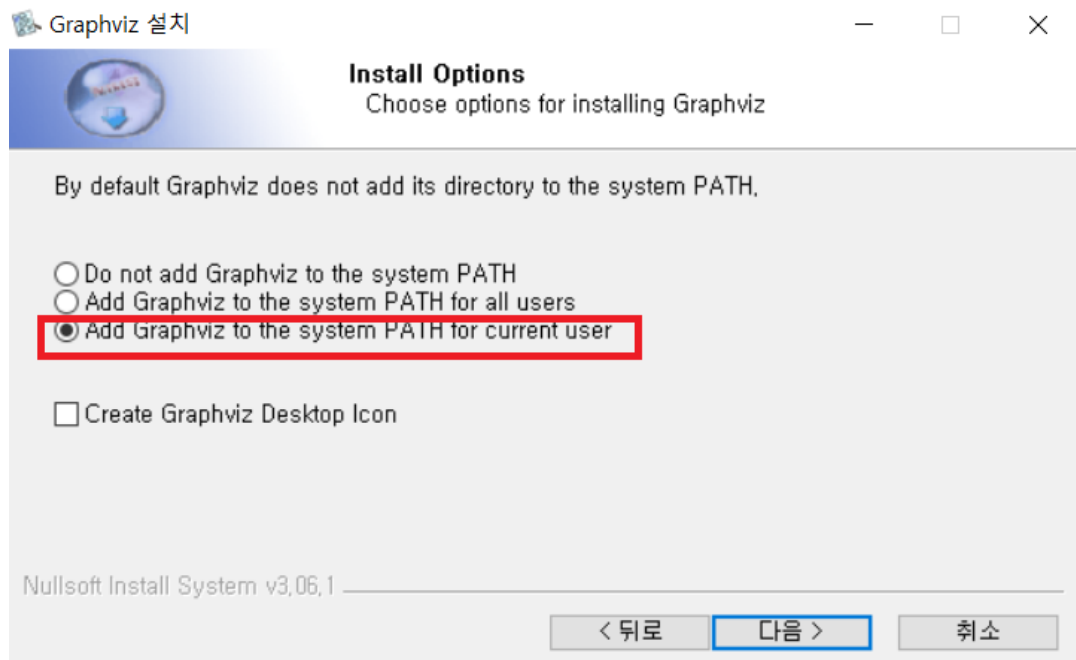 Graphviz 설치
Install Options
Choose options for installing Graphviz
By default Graphviz does not add its directory to the system PATH,
Do not add Graphviz to the system PATH
Add Graphviz to the system PATH for all users
Add Graphviz to the system PATH for current user
Create Graphviz Desktop Icon
Nullsoft Install System v3,06,1
< 뒤로 다음 > 취소